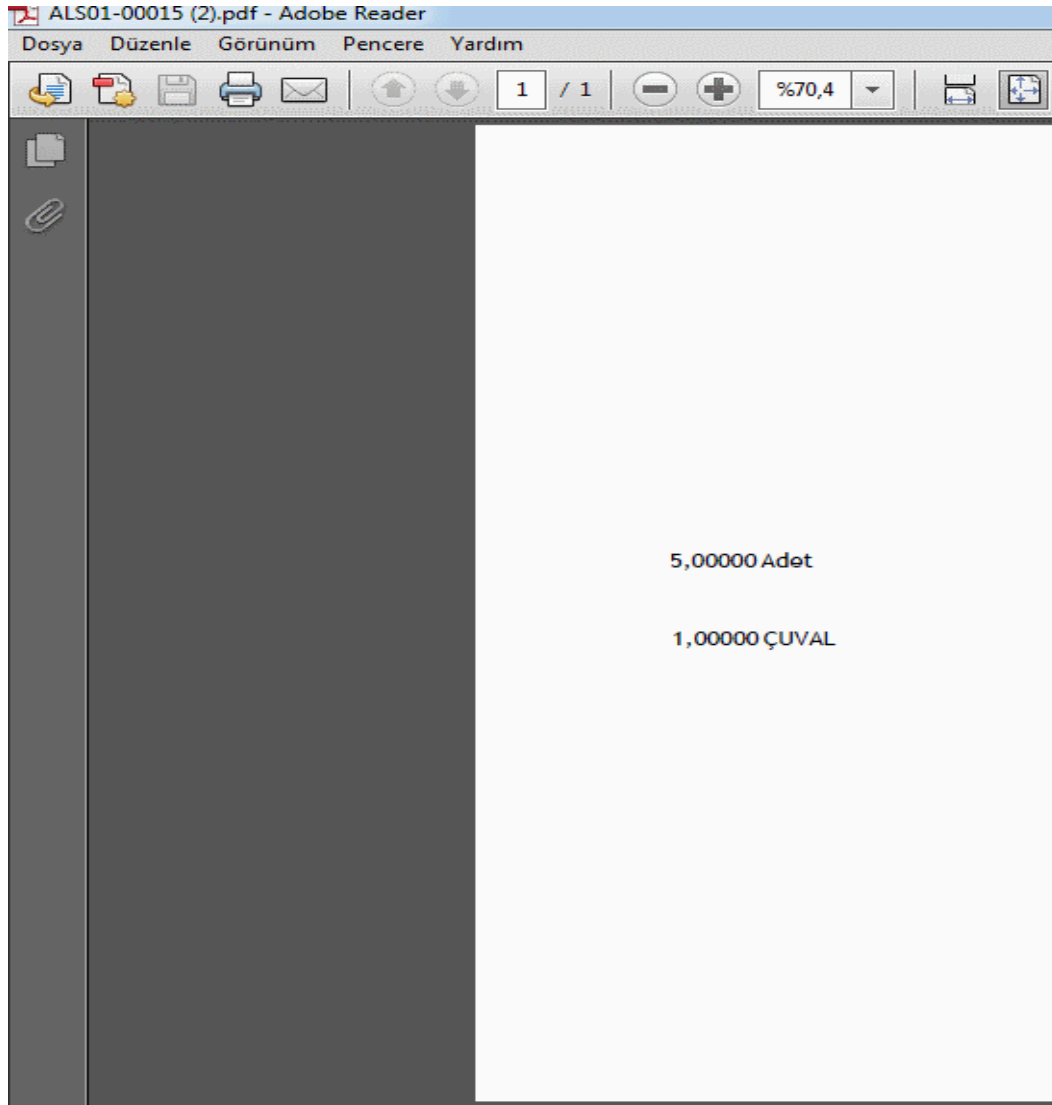 ALS01-00015 (2).pdf - Adobe Reader
Dosya Düzenle Görünüm Pencere Yardım
1 / 1 %70,4
5,00000 Adet
1,00000 ÇUVAL